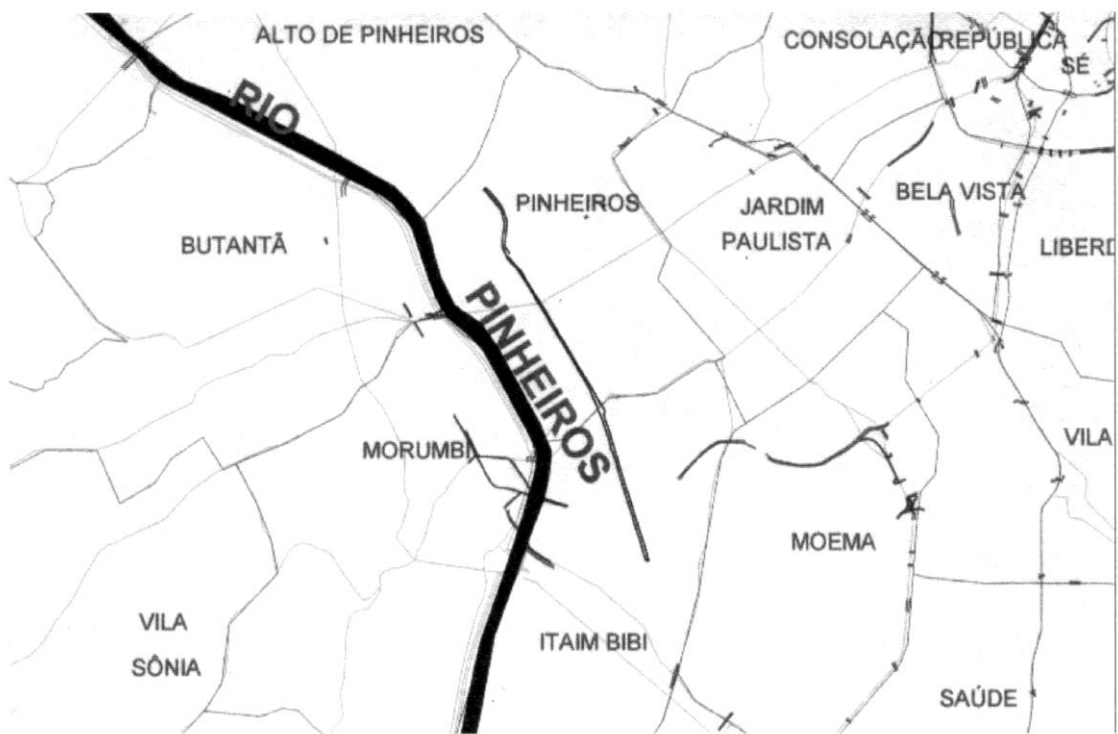 ALTO DE PINHEIROS
CONSOLAÇÃO
REPÚBLICA
SÉ
RIO
PINHEIROS
JARDIM
PAULISTA
BELA VISTA
BUTANTÃ
LIBERD
PINHEIROS
MORUMBI
VILA
MOEMA
VILA
SÔNIA
ITAIM BIBI
SAÚDE